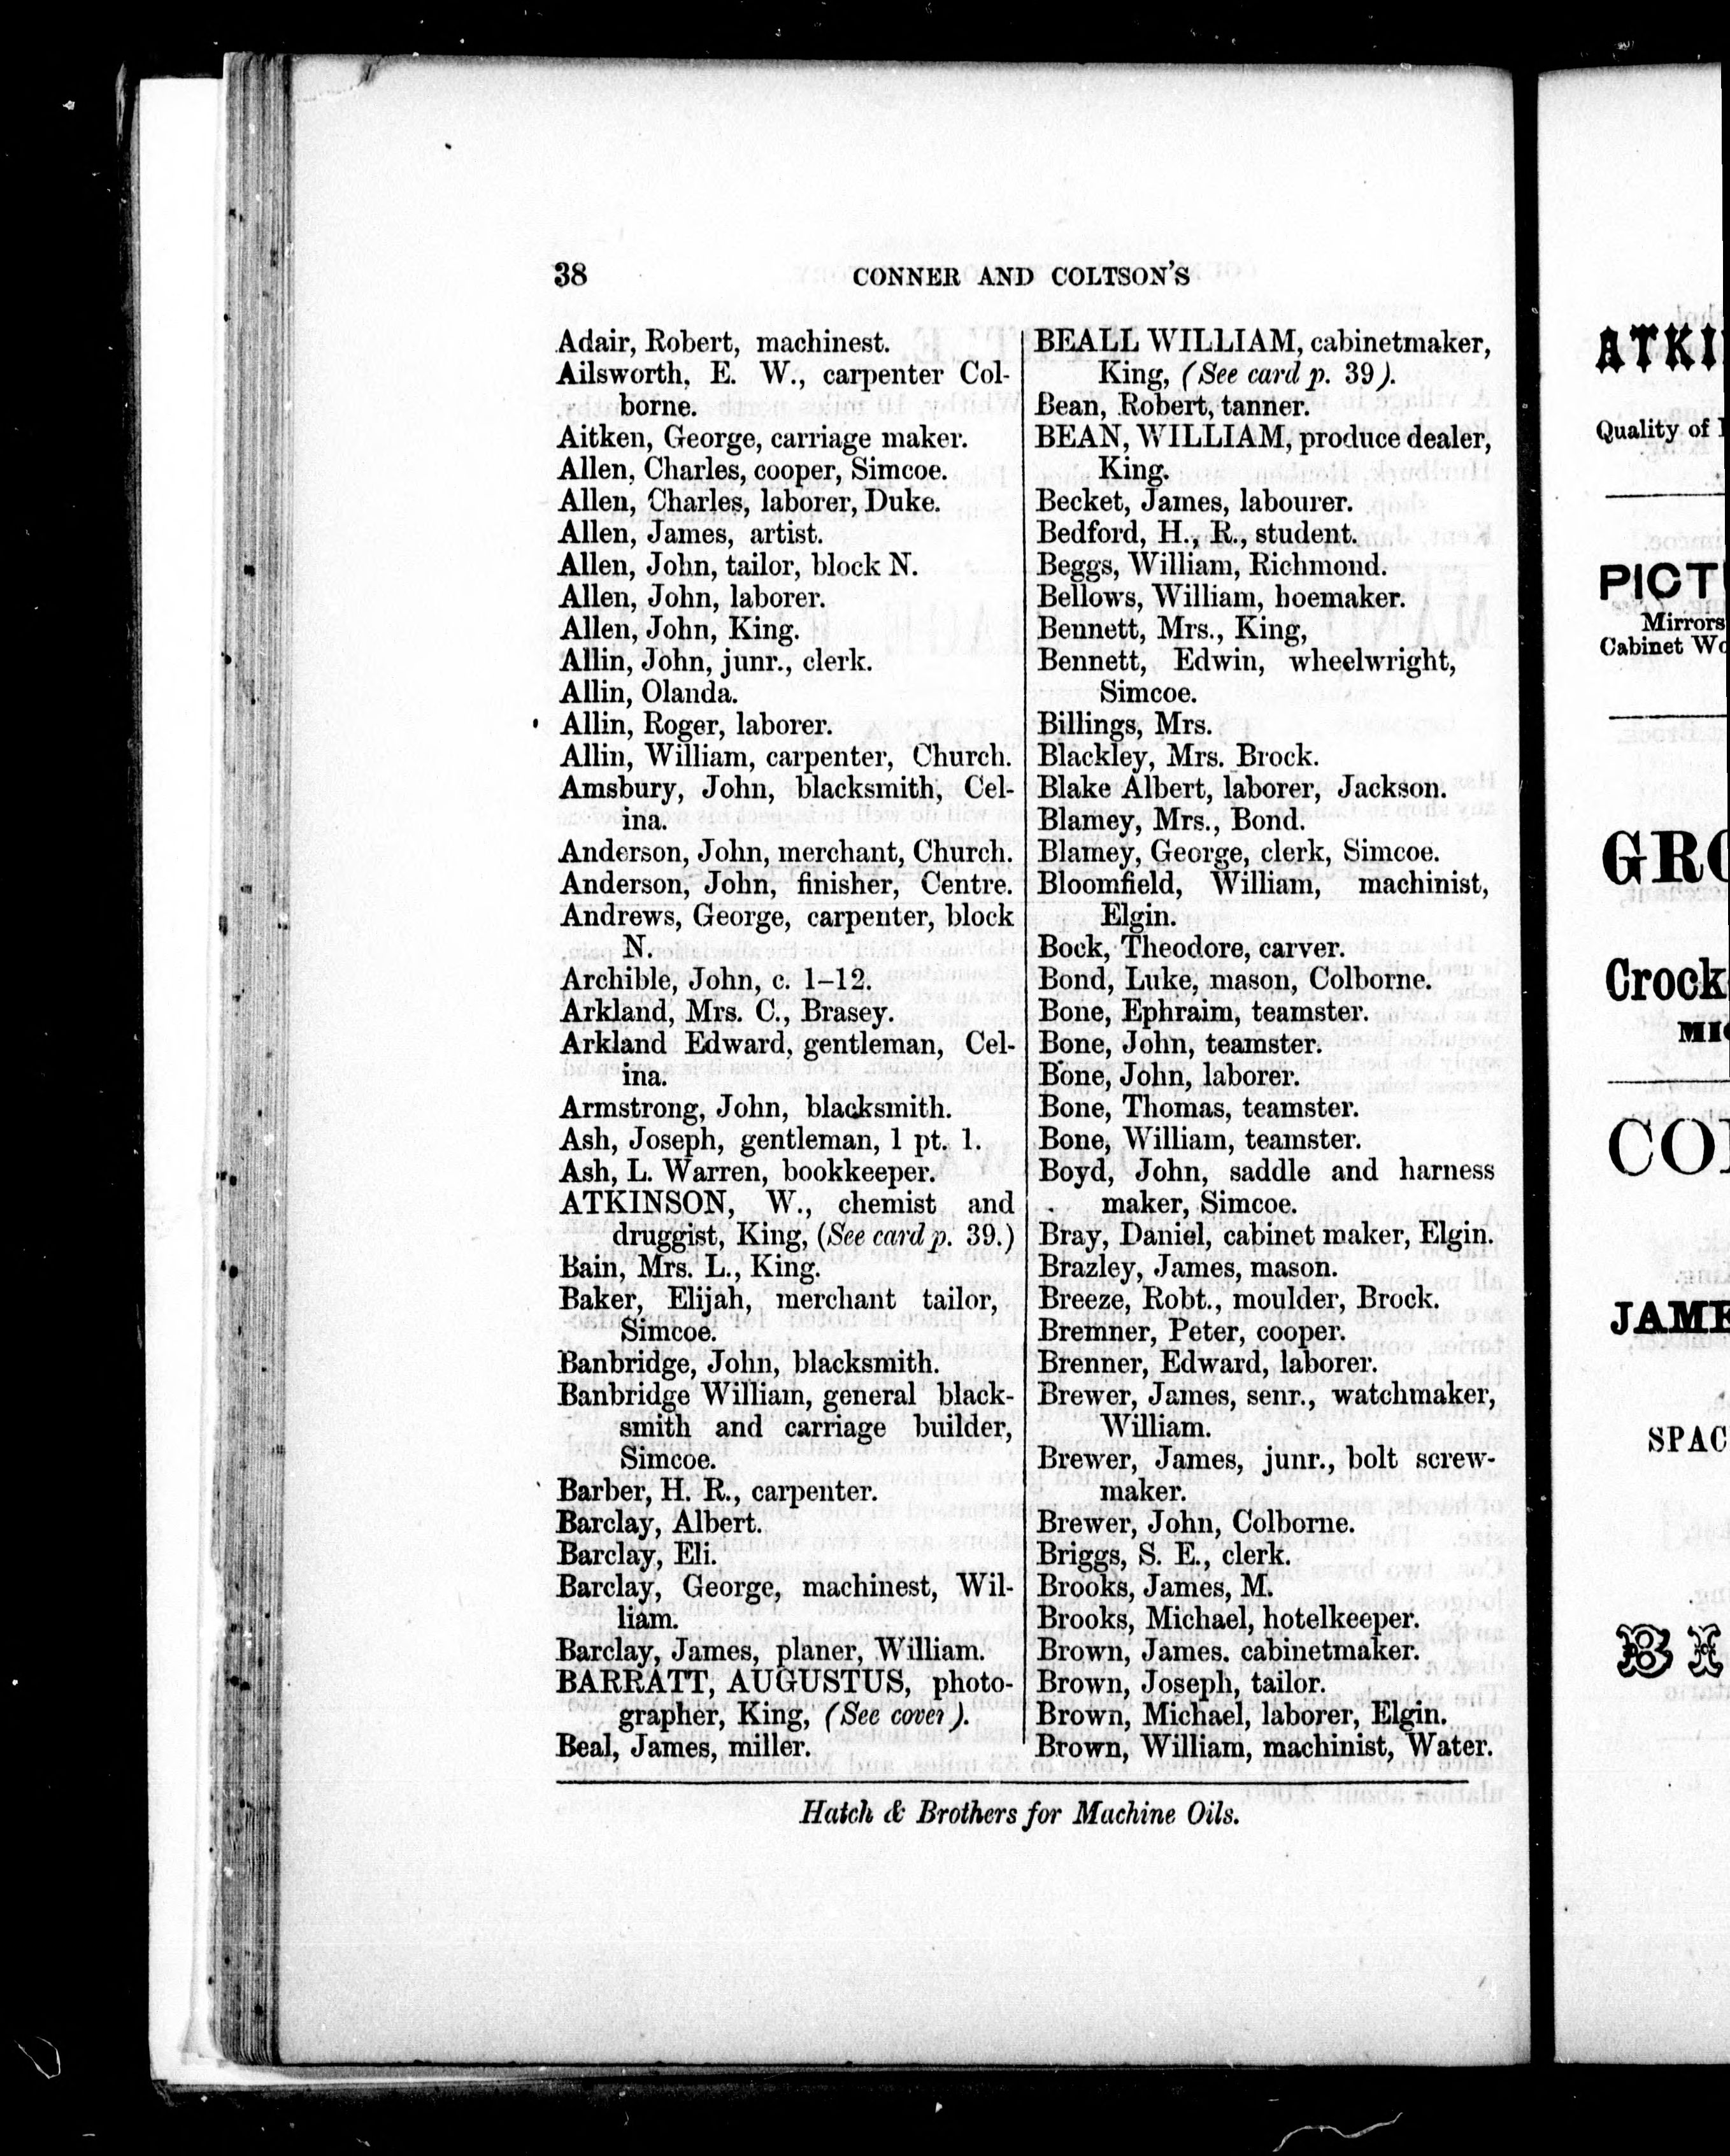 38 CONNER AND COLTSON'S
Adair, Robert, machinest.
Ailsworth, E. W., carpenter Col-
borne.
Aitken, George, carriage maker.
Allen, Charles, cooper, Simcoe.
Allen, Charles, laborer, Duke.
Allen, James, artist.
Allen, John, tailor, block N.
Allen, John, laborer.
Allen, John, King.
Allin, John, junr., clerk.
Allin, Olanda.
Allin, Roger, laborer.
Allin, William, carpenter, Church.
Amsbury, John, blacksmith, Cel-
ina.
Anderson, John, merchant, Church.
Anderson, John, finisher, Centre.
Andrews, George, carpenter, block
N.
Archible, John, c. 1-12.
Arkland, Mrs. C., Brasey.
Arkland Edward, gentleman, Cel-
ina.
Armstrong, John, blacksmith.
Ash, Joseph, gentleman, 1 pt. 1.
Ash, L. Warren, bookkeeper.
ATKINSON, W., chemist and
druggist, King, (See card p. 39.)
Bain, Mrs. L., King.
Baker, Elijah, merchant tailor,
Simcoe.
Banbridge, John, blacksmith.
Banbridge William, general black-
smith and carriage builder,
Simcoe.
Barber, H. R., carpenter.
Barclay, Albert.
Barclay, Eli.
Barclay, George, machinest, Wil-
liam.
Barclay, James, planer, William.
BARRATT, AUGUSTUS, photo-
grapher, King, (See cover).
Beal, James, miller.
BEALL WILLIAM, cabinetmaker,
King, (See card p. 39).
Bean, Robert, tanner.
BEAN, WILLIAM, produce dealer,
King.
Becket, James, labourer.
Bedford, H., R., student.
Beggs, William, Richmond.
Bellows, William, hoemaker.
Bennett, Mrs., King,
Bennett, Edwin, wheelwright,
Simcoe.
Billings, Mrs.
Blackley, Mrs. Brock.
Blake Albert, laborer, Jackson.
Blamey, Mrs., Bond.
Blamey, George, clerk, Simcoe.
Bloomfield, William, machinist,
Elgin.
Bock, Theodore, carver.
Bond, Luke, mason, Colborne.
Bone, Ephraim, teamster.
Bone, John, teamster.
Bone, John, laborer.
Bone, Thomas, teamster.
Bone, William, teamster.
Boyd, John, saddle and harness
maker, Simcoe.
Bray, Daniel, cabinet maker, Elgin.
Brazley, James, mason.
Breeze, Robt., moulder, Brock.
Bremner, Peter, cooper.
Brenner, Edward, laborer.
Brewer, James, senr., watchmaker,
William.
Brewer, James, junr., bolt screw-
maker.
Brewer, John, Colborne.
Briggs, S. E., clerk.
Brooks, James, M.
Brooks, Michael, hotelkeeper.
Brown, James. cabinetmaker.
Brown, Joseph, tailor.
Brown, Michael, laborer, Elgin.
Brown, William, machinist, Water.
Hatch & Brothers for Machine Oils.
ATKI
Quality of
PICT
Mirrors
Cabinet
GRO
Crock
COL
JAME
SPAC
BI